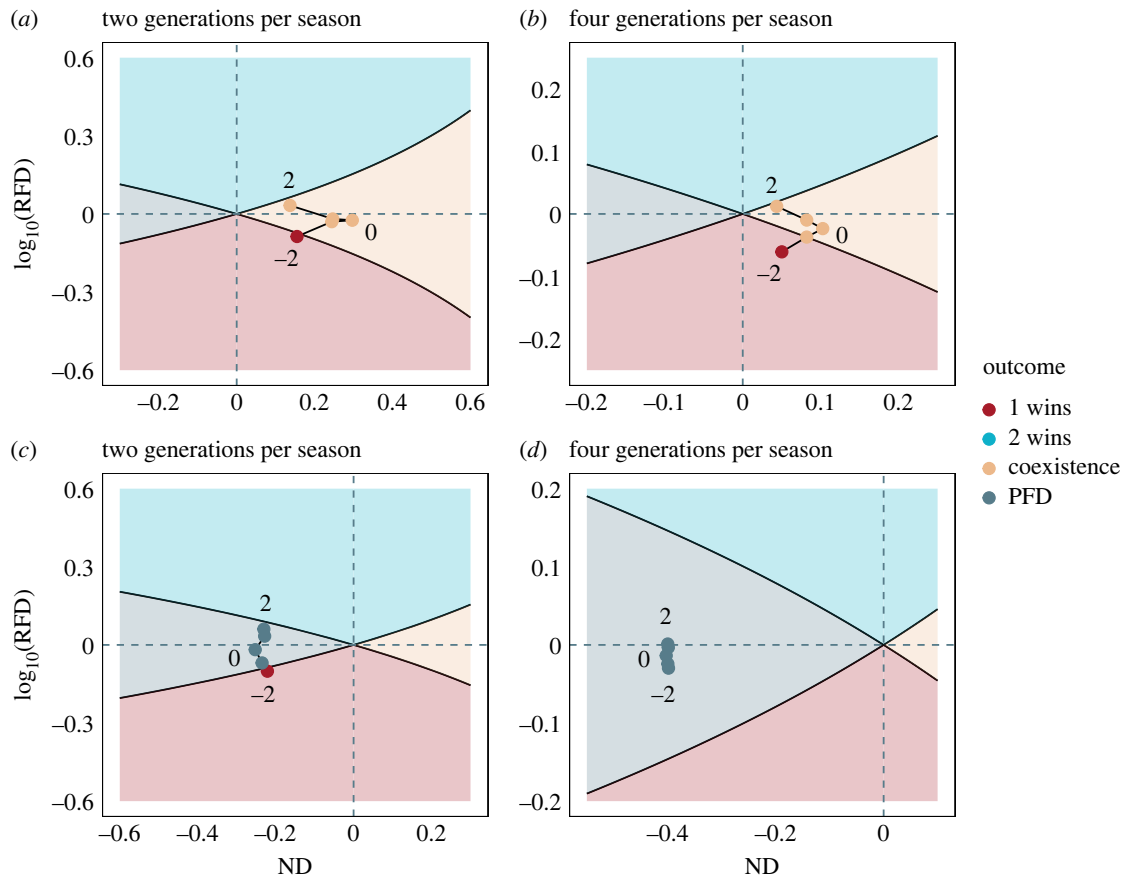 (a) two generations per season
(b) four generations per season
0.6
0.3
0
–0.3
–0.6
log10(RFD)
2
0
–2
–0.2 0 0.2 0.4 0.6
0.2
0.1
0
–0.1
–0.2
2
0
–2
–0.2 –0.1 0 0.1 0.2
outcome
1 wins
2 wins
coexistence
PFD
(c) two generations per season
(d) four generations per season
0.6
0.3
0
–0.3
–0.6
log10(RFD)
2
0
–2
–0.6 –0.4 –0.2 0 0.2
ND
0.2
0.1
0
–0.1
–0.2
2
0
–2
–0.4 –0.2 0
ND